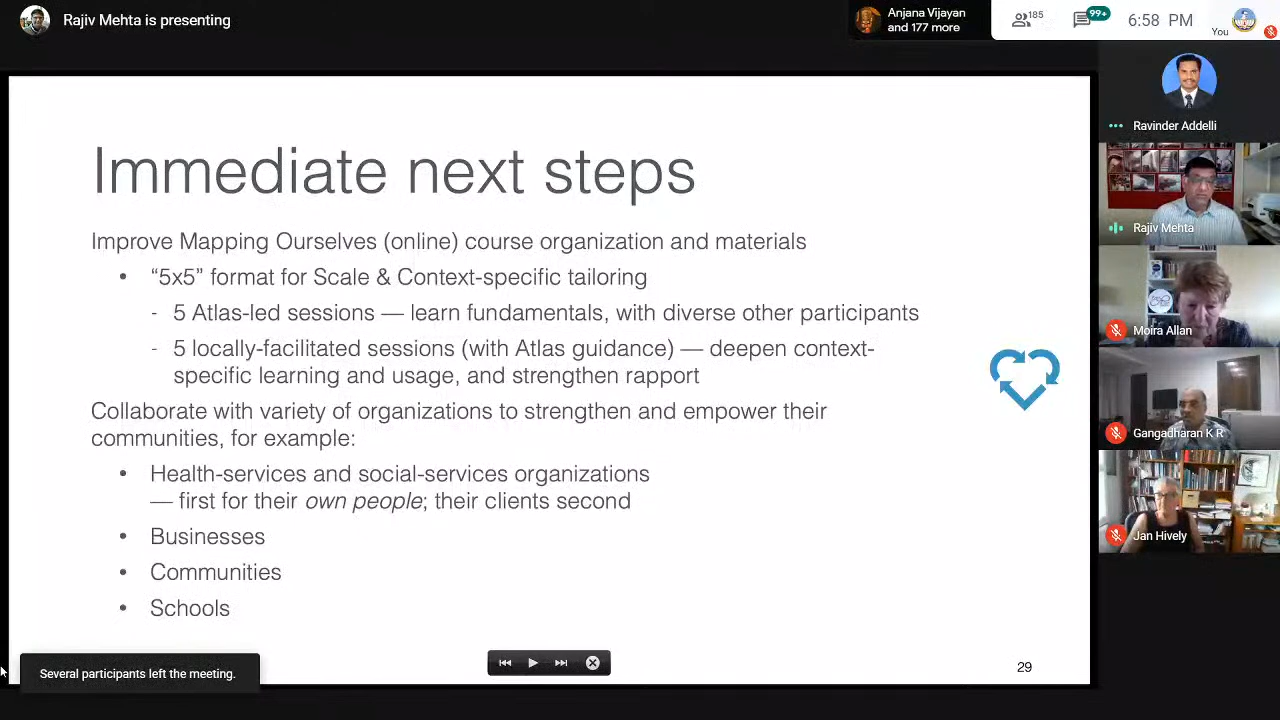 Rajiv Mehta is presenting
Anjana Vijayan
and 177 more
185
99+
6:58 PM
You
Ravinder Addelli
Rajiv Mehta
Moira Allan
Gangadharan K R
Jan Hively
Immediate next steps
Improve Mapping Ourselves (online) course organization and materials
• “5x5” format for Scale & Context-specific tailoring
- 5 Atlas-led sessions — learn fundamentals, with diverse other participants
- 5 locally-facilitated sessions (with Atlas guidance) — deepen context-
specific learning and usage, and strengthen rapport
Collaborate with variety of organizations to strengthen and empower their
communities, for example:
• Health-services and social-services organizations
— first for their own people; their clients second
• Businesses
• Communities
• Schools
Several participants left the meeting.
29